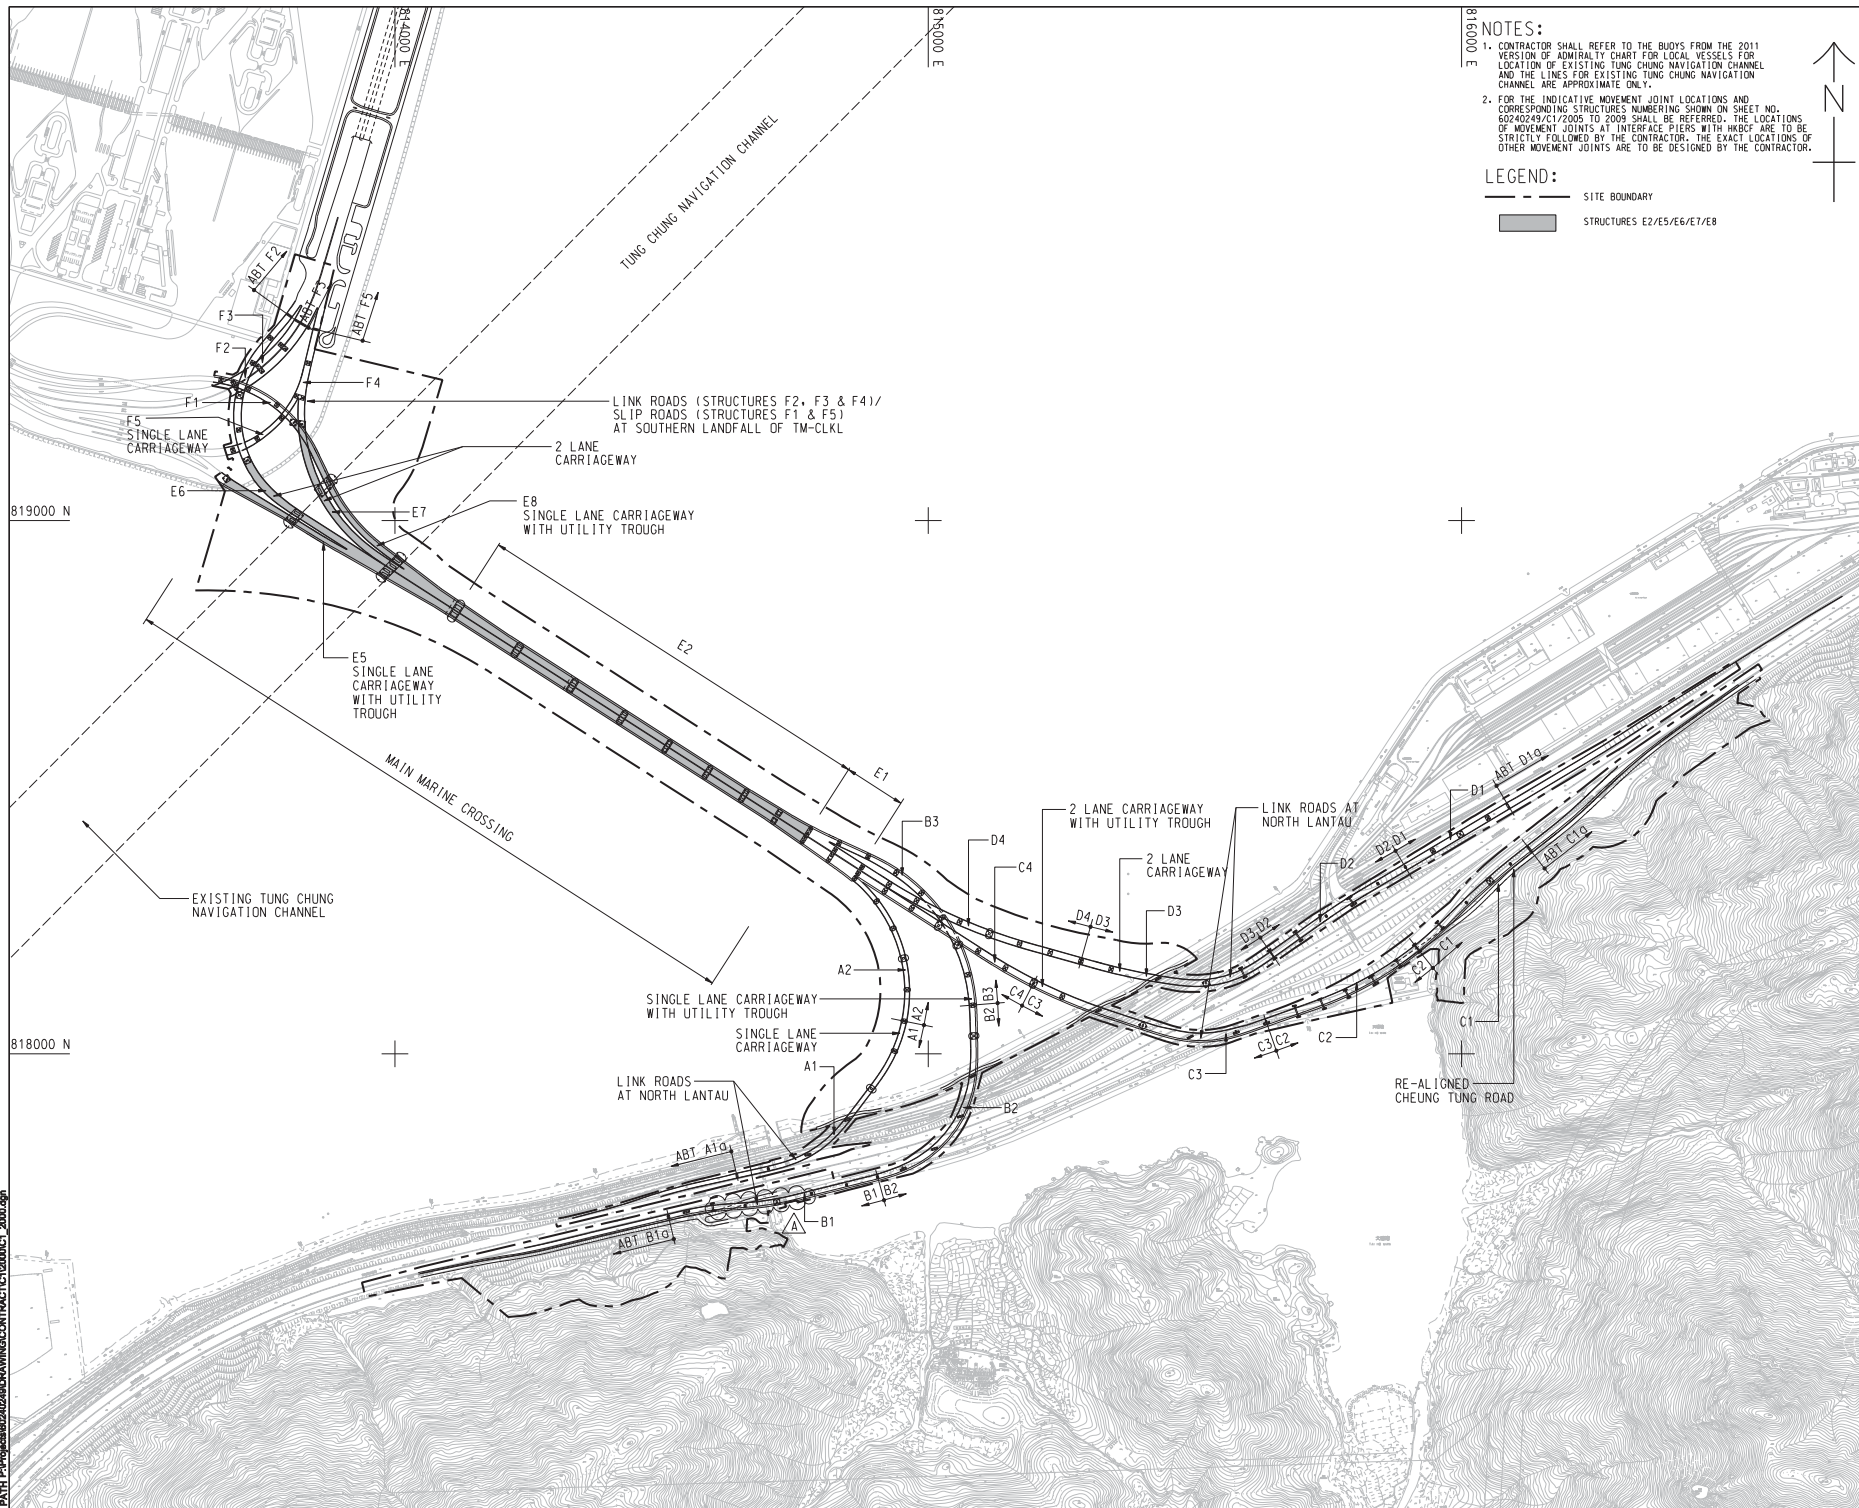 814000 E
815000 E
816000 E
NOTES:
1. CONTRACTOR SHALL REFER TO THE BUOYS FROM THE 2011
VERSION OF ADMIRALTY CHART FOR LOCAL VESSELS FOR
LOCATION OF EXISTING TUNG CHUNG NAVIGATION CHANNEL
AND THE LINES FOR EXISTING TUNG CHUNG NAVIGATION
CHANNEL ARE APPROXIMATE ONLY.
2. FOR THE INDICATIVE MOVEMENT JOINT LOCATIONS AND
CORRESPONDING STRUCTURES NUMBERING SHOWN ON SHEET NO.
60240249/C1/2005 TO 2009 SHALL BE REFERRED. THE LOCATIONS
OF MOVEMENT JOINTS AT INTERFACE PIERS WITH HKBCF ARE TO BE
STRICTLY FOLLOWED BY THE CONTRACTOR. THE EXACT LOCATIONS OF
OTHER MOVEMENT JOINTS ARE TO BE DESIGNED BY THE CONTRACTOR.
N
LEGEND:
SITE BOUNDARY
STRUCTURES E2/E5/E6/E7/E8
TUNG CHUNG NAVIGATION CHANNEL
ABT F2
ABT F3
ABT F5
F3
F2
F4
F1
LINK ROADS (STRUCTURES F2, F3 & F4)/
SLIP ROADS (STRUCTURES F1 & F5)
AT SOUTHERN LANDFALL OF TM-CLKL
F5
SINGLE LANE
CARRIAGEWAY
2 LANE
CARRIAGEWAY
E6
E7
E8
SINGLE LANE CARRIAGEWAY
WITH UTILITY TROUGH
819000 N
E2
E5
SINGLE LANE
CARRIAGEWAY
WITH UTILITY
TROUGH
MAIN MARINE CROSSING
E1
EXISTING TUNG CHUNG
NAVIGATION CHANNEL
B3
D4
C4
2 LANE CARRIAGEWAY
WITH UTILITY TROUGH
LINK ROADS AT
NORTH LANTAU
2 LANE
CARRIAGEWAY
D1
ABT D1a
ABT C1a
D2 D1
D2
D4 D3
D3
D3 D2
A2
SINGLE LANE CARRIAGEWAY
WITH UTILITY TROUGH
SINGLE LANE
CARRIAGEWAY
A1 A2
B2 B3
C4 C3
C2 C1
C1
C2
C3 C2
C3
818000 N
A1
LINK ROADS
AT NORTH LANTAU
B2
RE-ALIGNED
CHEUNG TUNG ROAD
ABT A1a
B1 B2
A
B1
ABT B1a